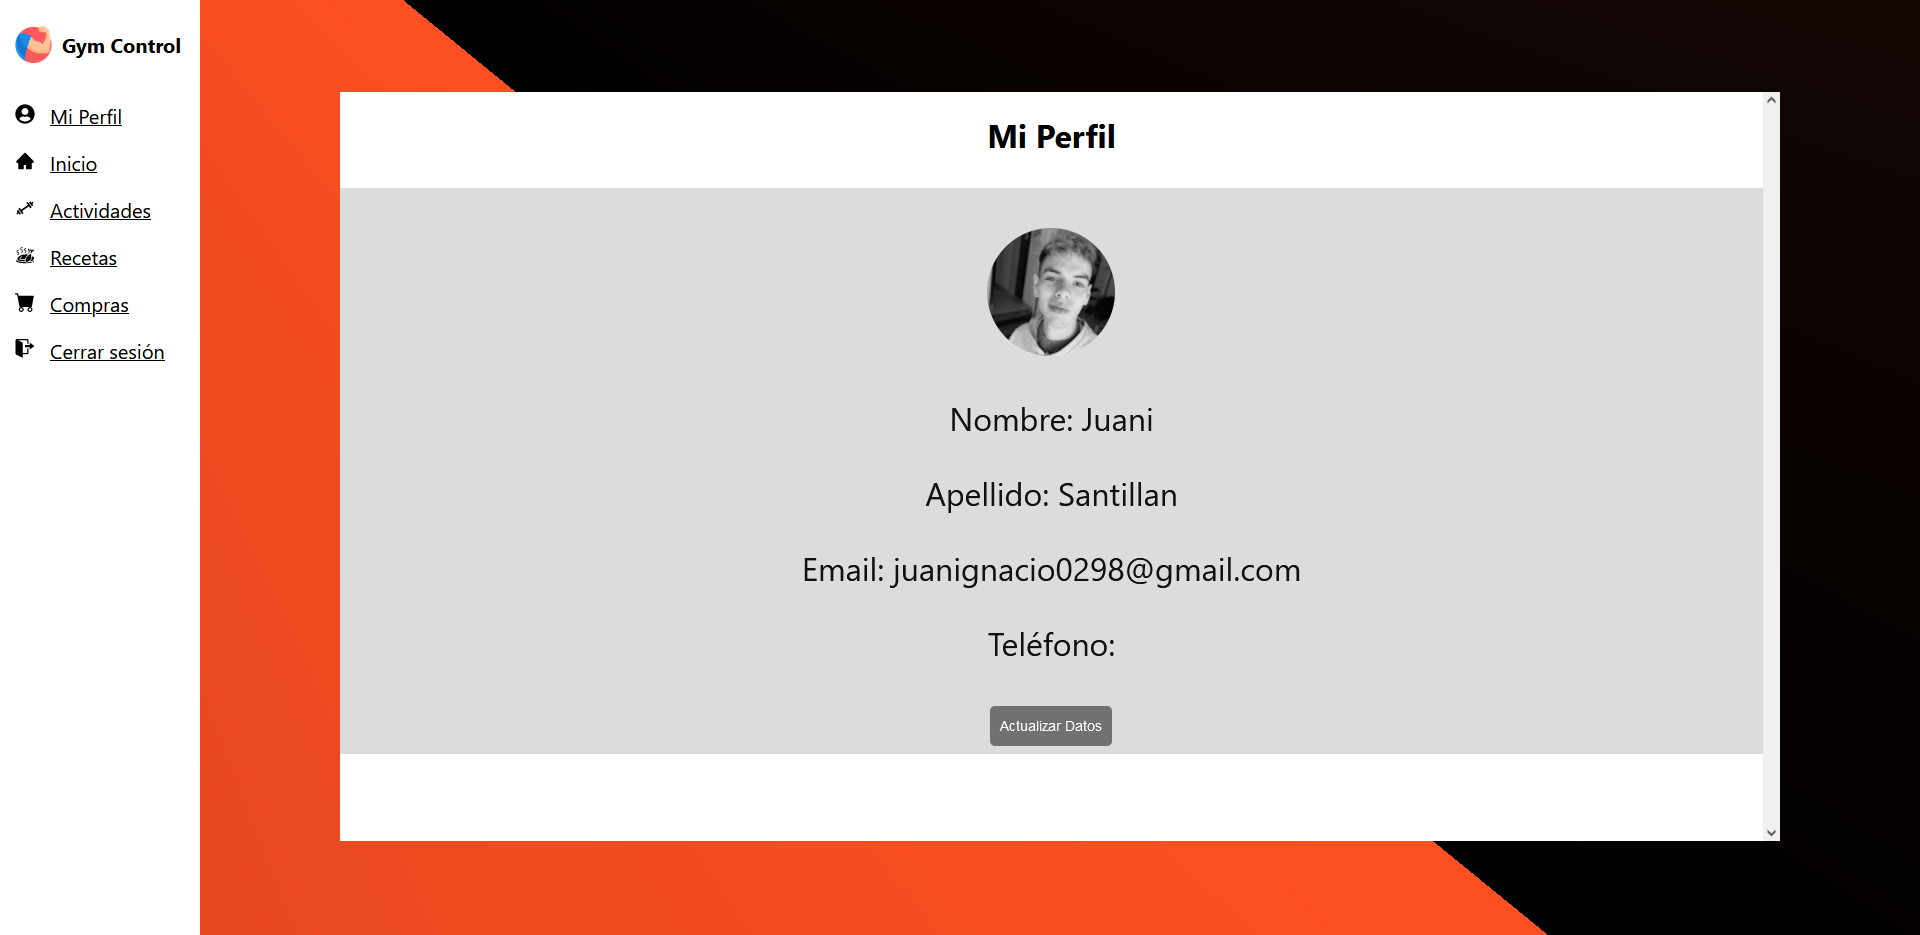 Gym Control
Mi Perfil
Inicio
Actividades
Recetas
Compras
Cerrar sesión
Mi Perfil
Nombre: Juani
Apellido: Santillan
Email: juanignacio0298@gmail.com
Teléfono:
Actualizar Datos